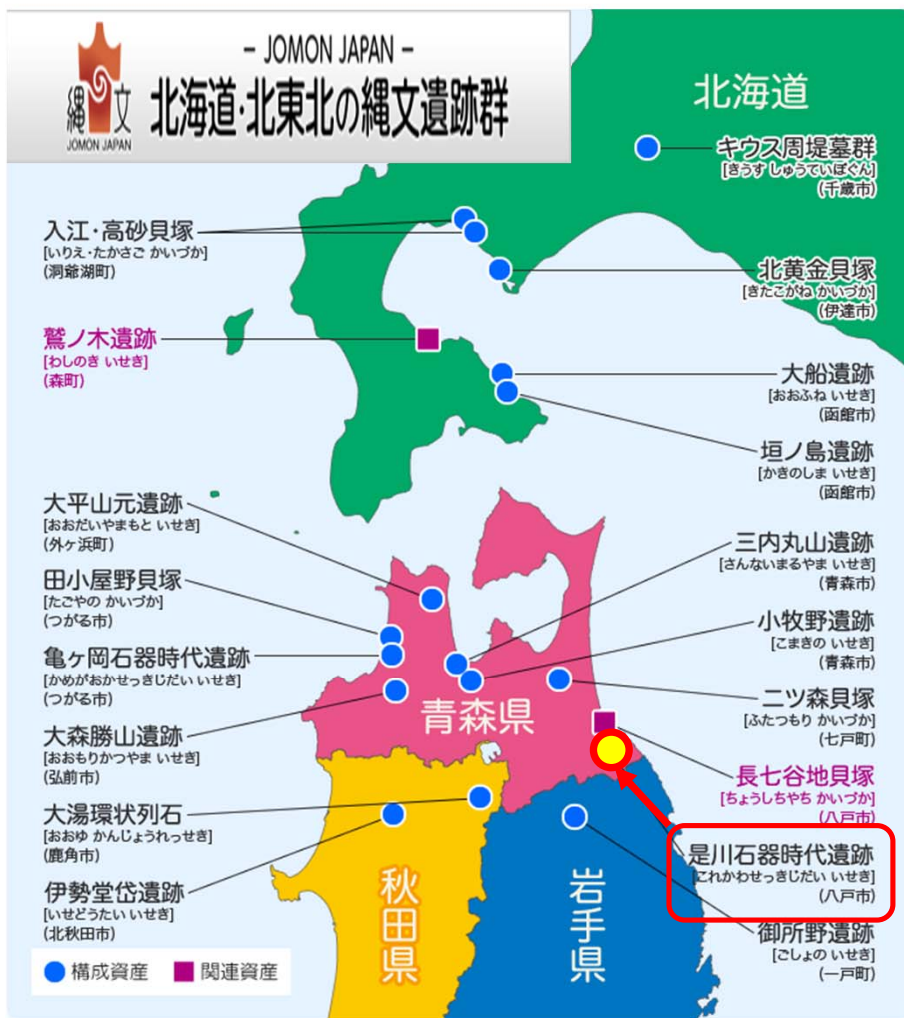 縄文
JOMON JAPAN
- JOMON JAPAN -
北海道・北東北の縄文遺跡群
北海道
キウス周堤墓群
[きうす しゅうていぼぐん]
(千歳市)
入江・高砂貝塚
[いりえ・たかさご かいづか]
(洞爺湖町)
北黄金貝塚
[きたこがね かいづか]
(伊達市)
鷲ノ木遺跡
[わしのき いせき]
(森町)
大船遺跡
[おおふね いせき]
(函館市)
垣ノ島遺跡
[かきのしま いせき]
(函館市)
大平山元遺跡
[おおだいやまもと いせき]
(外ヶ浜町)
田小屋野貝塚
[たごやの かいづか]
(つがる市)
亀ヶ岡石器時代遺跡
[かめがおかせっきじだい いせき]
(つがる市)
大森勝山遺跡
[おおもりかつやま いせき]
(弘前市)
大湯環状列石
[おおゆ かんじょうれっせき]
(鹿角市)
伊勢堂岱遺跡
[いせどうたい いせき]
(北秋田市)
三内丸山遺跡
[さんないまるやま いせき]
(青森市)
小牧野遺跡
[こまきの いせき]
(青森市)
二ツ森貝塚
[ふたつもり かいづか]
(七戸町)
長七谷地貝塚
[ちょうしちやち かいづか]
(八戸市)
是川石器時代遺跡
[これかわせっきじだい いせき]
(八戸市)
御所野遺跡
[ごしょの いせき]
(一戸町)
青森県
秋田県
岩手県
構成資産
関連資産